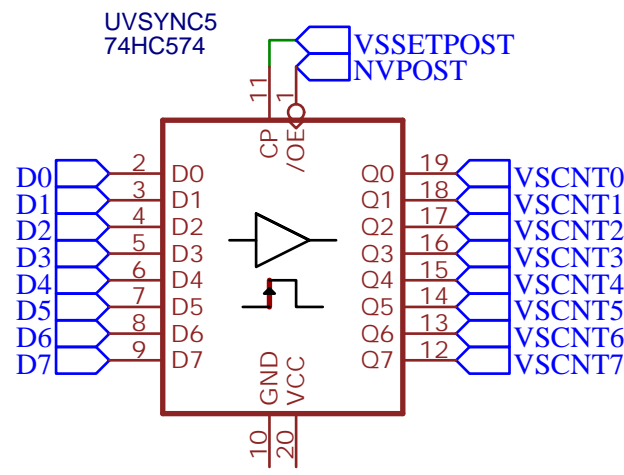 UVSYNC5
74HC574
VSSETPOST
NVPOST
11 1
CP /OE
D0 2 D0 Q0 19 VSCNT0
D1 3 D1 Q1 18 VSCNT1
D2 4 D2 Q2 17 VSCNT2
D3 5 D3 Q3 16 VSCNT3
D4 6 D4 Q4 15 VSCNT4
D5 7 D5 Q5 14 VSCNT5
D6 8 D6 Q6 13 VSCNT6
D7 9 D7 Q7 12 VSCNT7
GND VCC
10 20